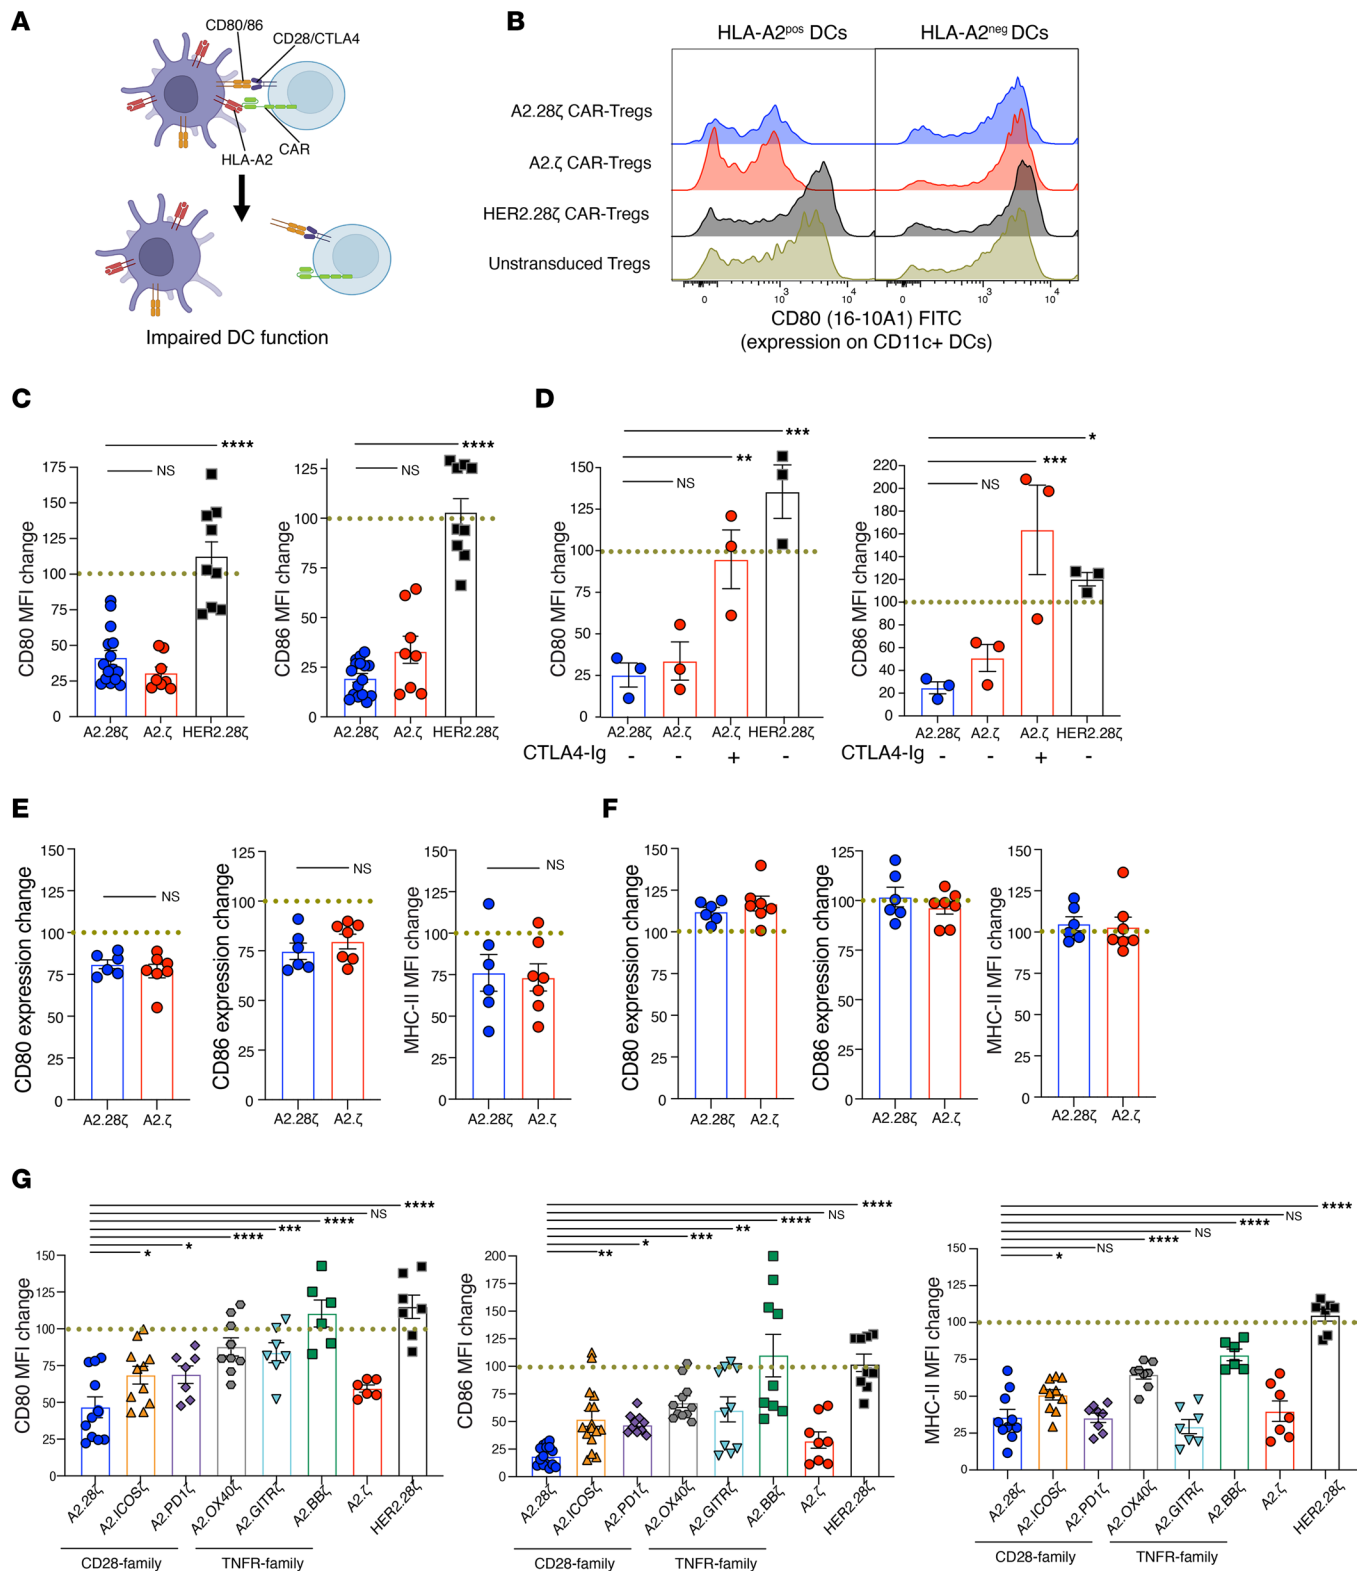 A
CD80/86
CD28/CTLA4
HLA-A2
CAR
Impaired DC function
B
HLA-A2pos DCs
HLA-A2neg DCs
A2.28ζ CAR-Tregs
A2.ζ CAR-Tregs
HER2.28ζ CAR-Tregs
Unstransduced Tregs
0 10³ 10⁴
0 10³ 10⁴
CD80 (16-10A1) FITC
(expression on CD11c+ DCs)
C
CD80 MFI change
175
150
125
100
75
50
25
0
****
NS
A2.28ζ A2.ζ HER2.28ζ
CD86 MFI change
125
100
75
50
25
0
****
NS
A2.28ζ A2.ζ HER2.28ζ
D
CD80 MFI change
150
125
100
50
25
0
***
**
NS
A2.28ζ A2.ζ A2.ζ HER2.28ζ
CTLA4-Ig - - + -
CD86 MFI change
220
200
180
160
140
120
100
80
60
40
20
0
*
***
NS
A2.28ζ A2.ζ A2.ζ HER2.28ζ
CTLA4-Ig - - + -
E
CD80 expression change
150
125
100
75
50
25
0
NS
A2.28ζ A2.ζ
CD86 expression change
125
100
75
50
25
0
NS
A2.28ζ A2.ζ
MHC-II MFI change
150
125
100
75
50
25
0
NS
A2.28ζ A2.ζ
F
CD80 expression change
150
125
100
50
25
0
A2.28ζ A2.ζ
CD86 expression change
125
100
75
50
25
0
A2.28ζ A2.ζ
MHC-II MFI change
150
125
100
75
50
25
0
A2.28ζ A2.ζ
G
CD80 MFI change
150
125
100
75
50
25
0
****
NS
****
***
****
*
*
A2.28ζ A2.ICOSζ A2.PD1ζ A2.OX40ζ A2.GITRζ A2.BBζ A2.ζ HER2.28ζ
CD28-family TNFR-family
CD86 MFI change
200
150
125
100
75
50
25
0
****
NS
****
**
***
*
**
A2.28ζ A2.ICOSζ A2.PD1ζ A2.OX40ζ A2.GITRζ A2.BBζ A2.ζ HER2.28ζ
CD28-family TNFR-family
MHC-II MFI change
150
125
100
75
50
25
0
****
NS
****
NS
****
NS
*
A2.28ζ A2.ICOSζ A2.PD1ζ A2.OX40ζ A2.GITRζ A2.BBζ A2.ζ HER2.28ζ
CD28-family TNFR-family